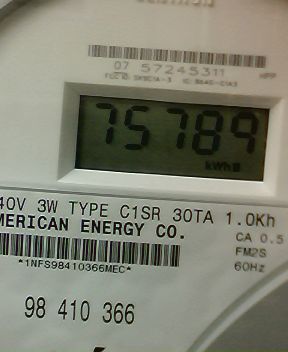 07 57245311
75789
kWh
40V 3W TYPE C1SR 30TA 1.0Kh
MERICAN ENERGY CO.
CA 0.5
FM2S
*1NFS98410366MEC*
60Hz
98 410 366